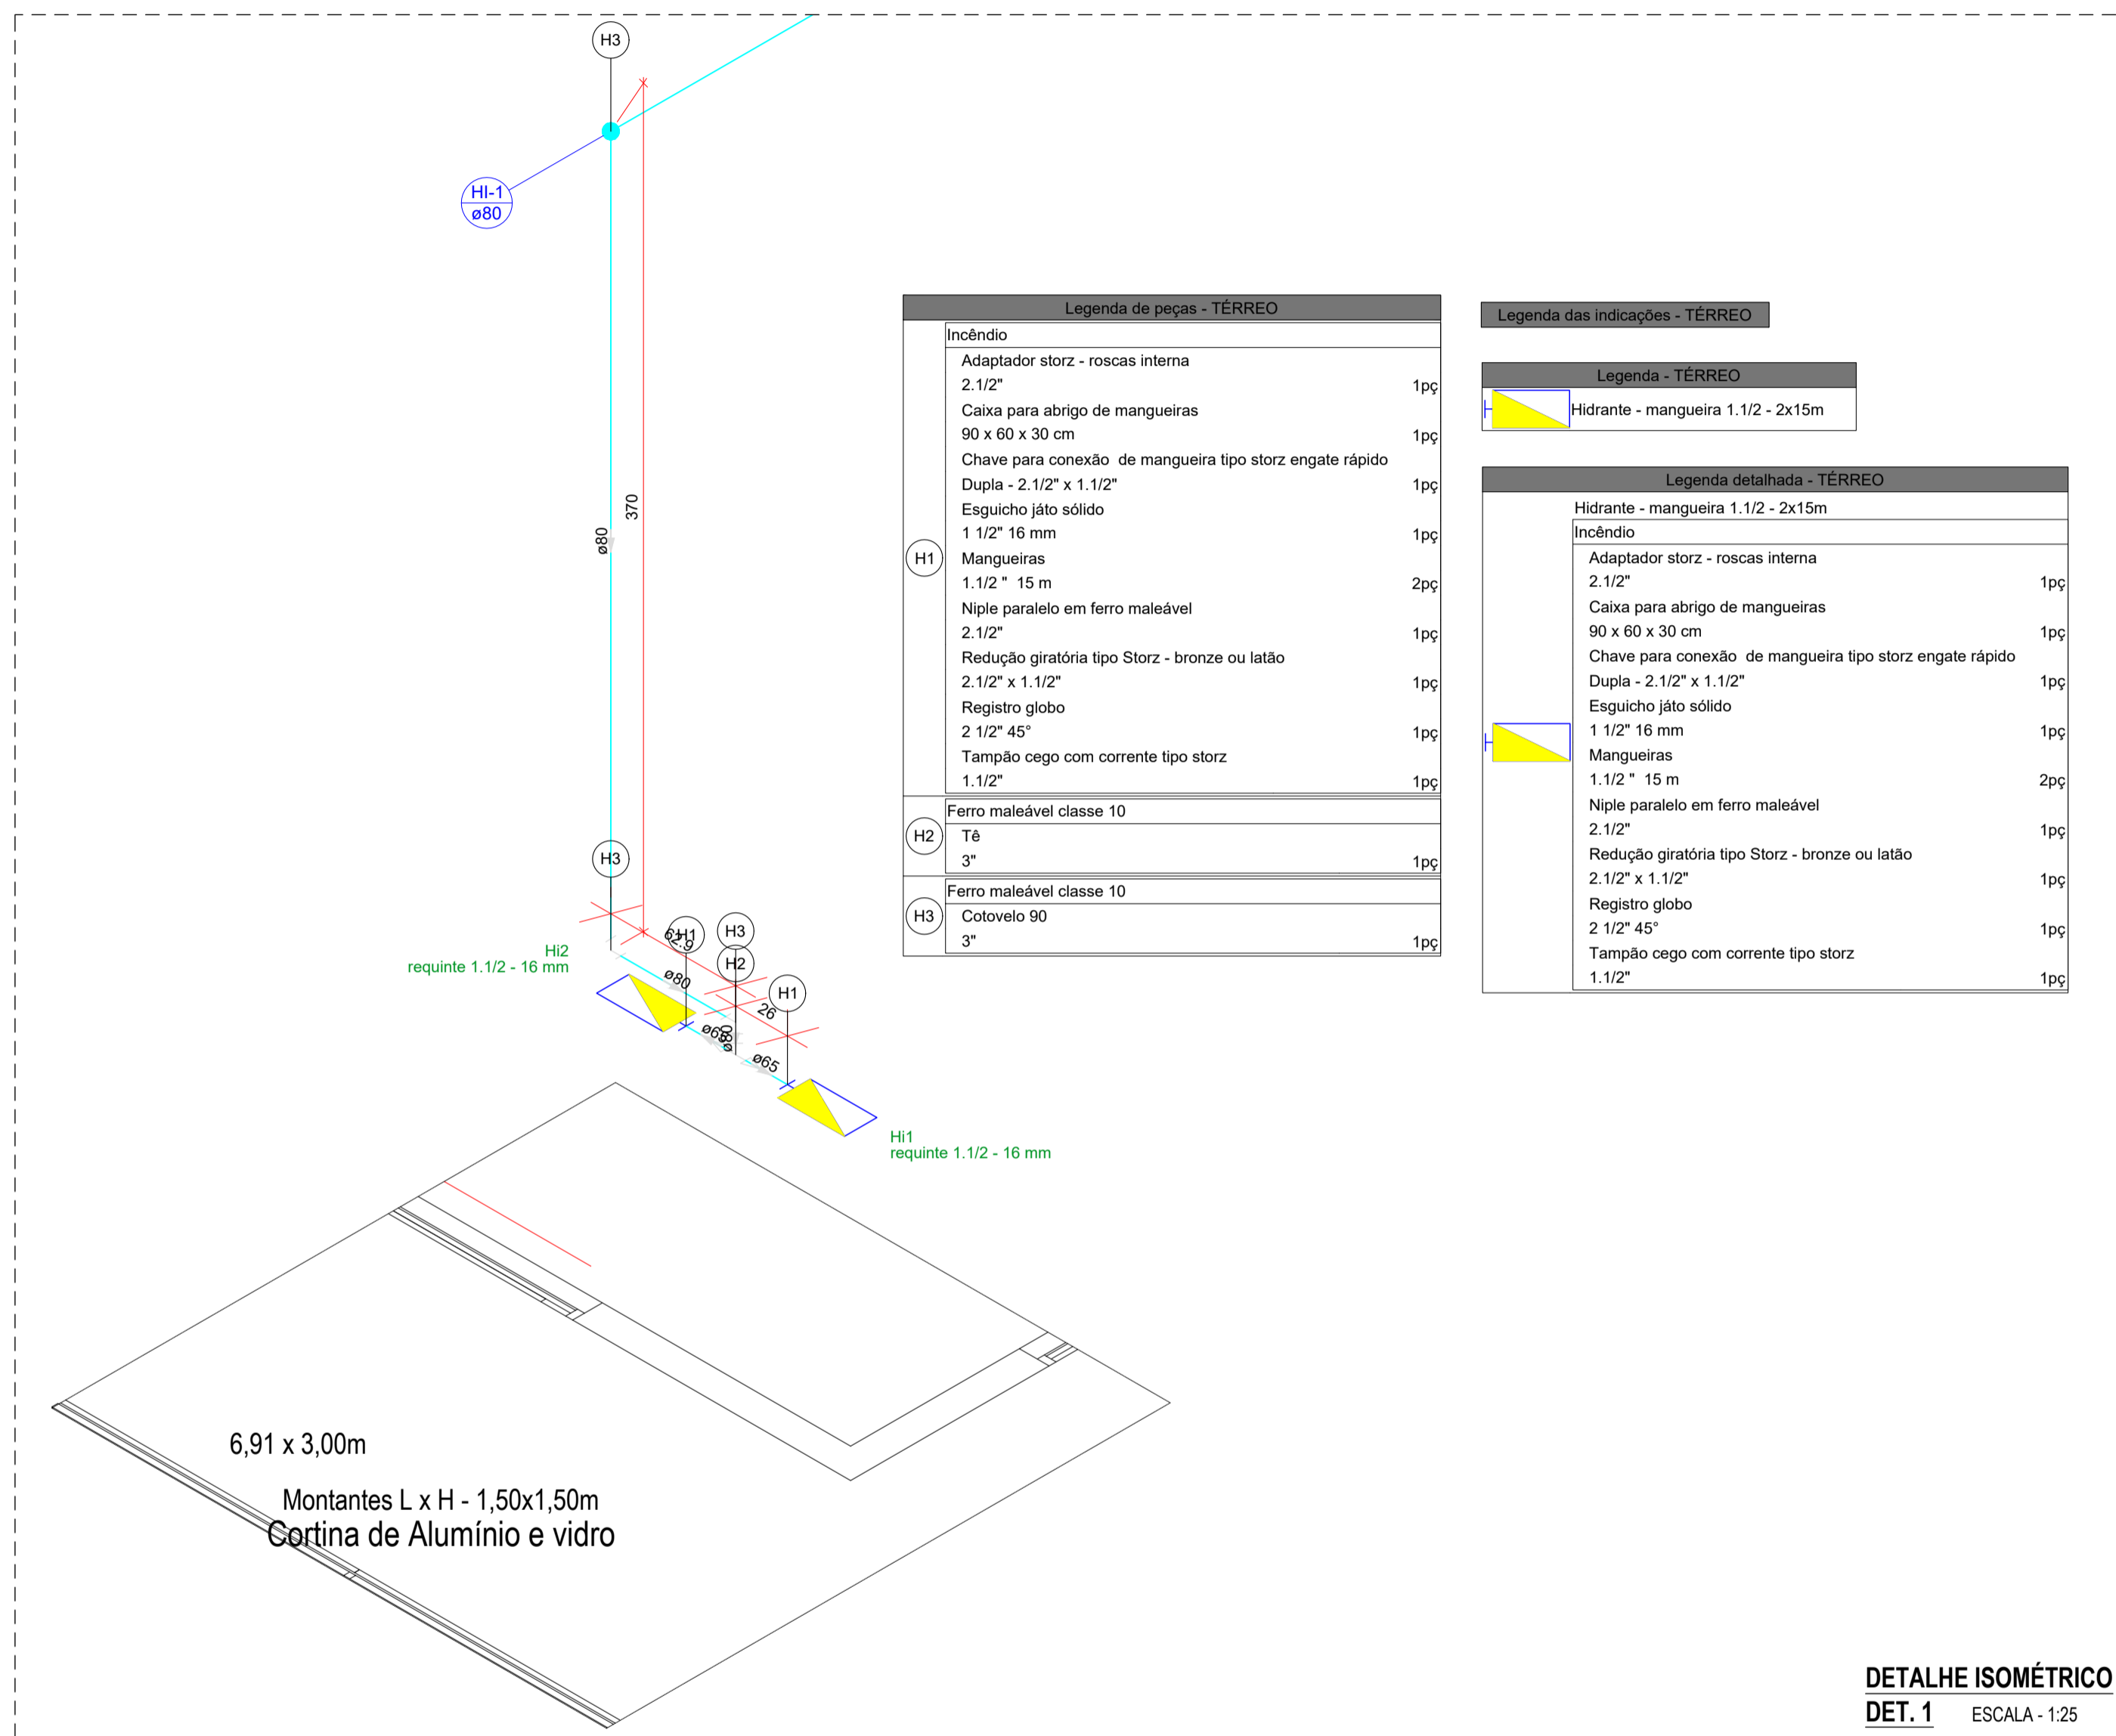 H3
HI-1
ø80
370
ø80
H3
Hi2
requinte 1.1/2 - 16 mm
62.9
H1
H3
H2
H1
ø80
26
ø65
ø80
ø65
Hi1
requinte 1.1/2 - 16 mm
6,91 x 3,00m
Montantes L x H - 1,50x1,50m
Cortina de Alumínio e vidro
Legenda de peças - TÉRREO
H1
Incêndio
Adaptador storz - roscas interna
2.1/2" 1pç
Caixa para abrigo de mangueiras
90 x 60 x 30 cm 1pç
Chave para conexão de mangueira tipo storz engate rápido
Dupla - 2.1/2" x 1.1/2" 1pç
Esguicho játo sólido
1 1/2" 16 mm 1pç
Mangueiras
1.1/2 " 15 m 2pç
Niple paralelo em ferro maleável
2.1/2" 1pç
Redução giratória tipo Storz - bronze ou latão
2.1/2" x 1.1/2" 1pç
Registro globo
2 1/2" 45° 1pç
Tampão cego com corrente tipo storz
1.1/2" 1pç
H2
Ferro maleável classe 10
Tê
3" 1pç
H3
Ferro maleável classe 10
Cotovelo 90
3" 1pç
Legenda das indicações - TÉRREO
Legenda - TÉRREO
Hidrante - mangueira 1.1/2 - 2x15m
Legenda detalhada - TÉRREO
Hidrante - mangueira 1.1/2 - 2x15m
Incêndio
Adaptador storz - roscas interna
2.1/2" 1pç
Caixa para abrigo de mangueiras
90 x 60 x 30 cm 1pç
Chave para conexão de mangueira tipo storz engate rápido
Dupla - 2.1/2" x 1.1/2" 1pç
Esguicho játo sólido
1 1/2" 16 mm 1pç
Mangueiras
1.1/2 " 15 m 2pç
Niple paralelo em ferro maleável
2.1/2" 1pç
Redução giratória tipo Storz - bronze ou latão
2.1/2" x 1.1/2" 1pç
Registro globo
2 1/2" 45° 1pç
Tampão cego com corrente tipo storz
1.1/2" 1pç
DETALHE ISOMÉTRICO
DET. 1 ESCALA - 1:25